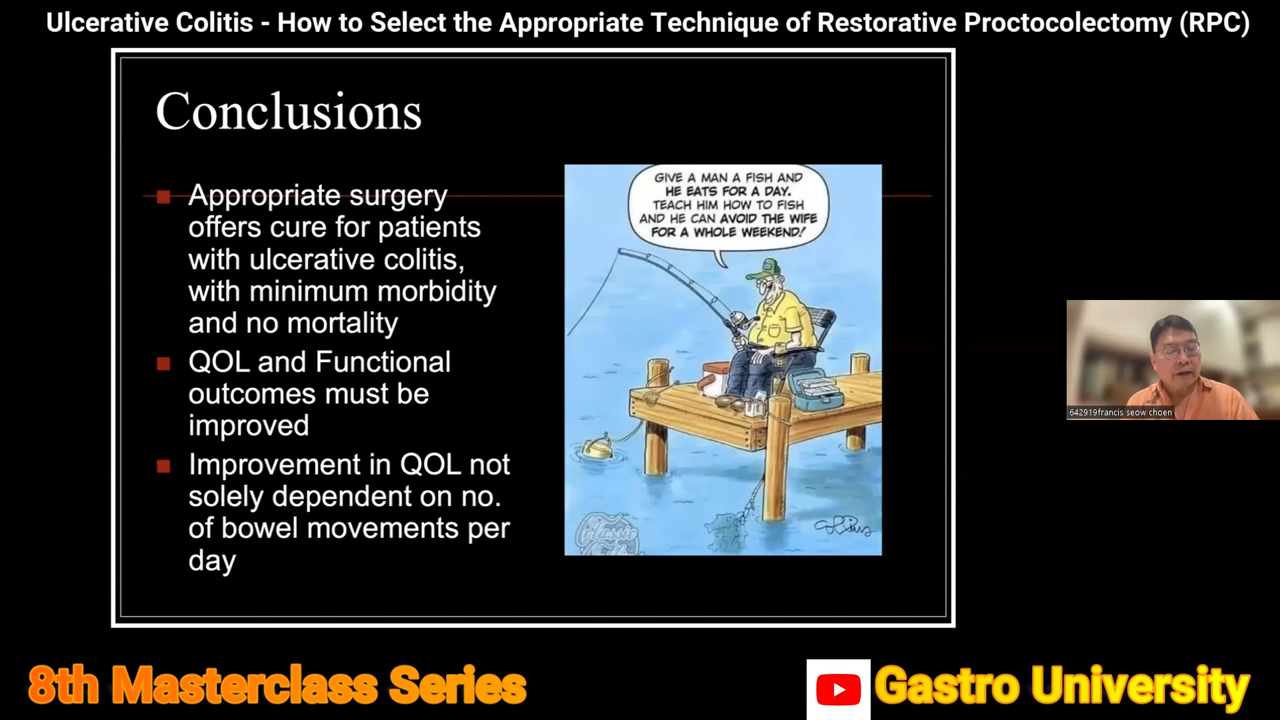 Ulcerative Colitis - How to Select the Appropriate Technique of Restorative Proctocolectomy (RPC)
Conclusions
Appropriate surgery
offers cure for patients
with ulcerative colitis,
with minimum morbidity
and no mortality
QOL and Functional
outcomes must be
improved
Improvement in QOL not
solely dependent on no.
of bowel movements per
day
GIVE A MAN A FISH AND
HE EATS FOR A DAY.
TEACH HIM HOW TO FISH
AND HE CAN AVOID THE WIFE
FOR A WHOLE WEEKEND!
642919francis seow choen
8th Masterclass Series
Gastro University